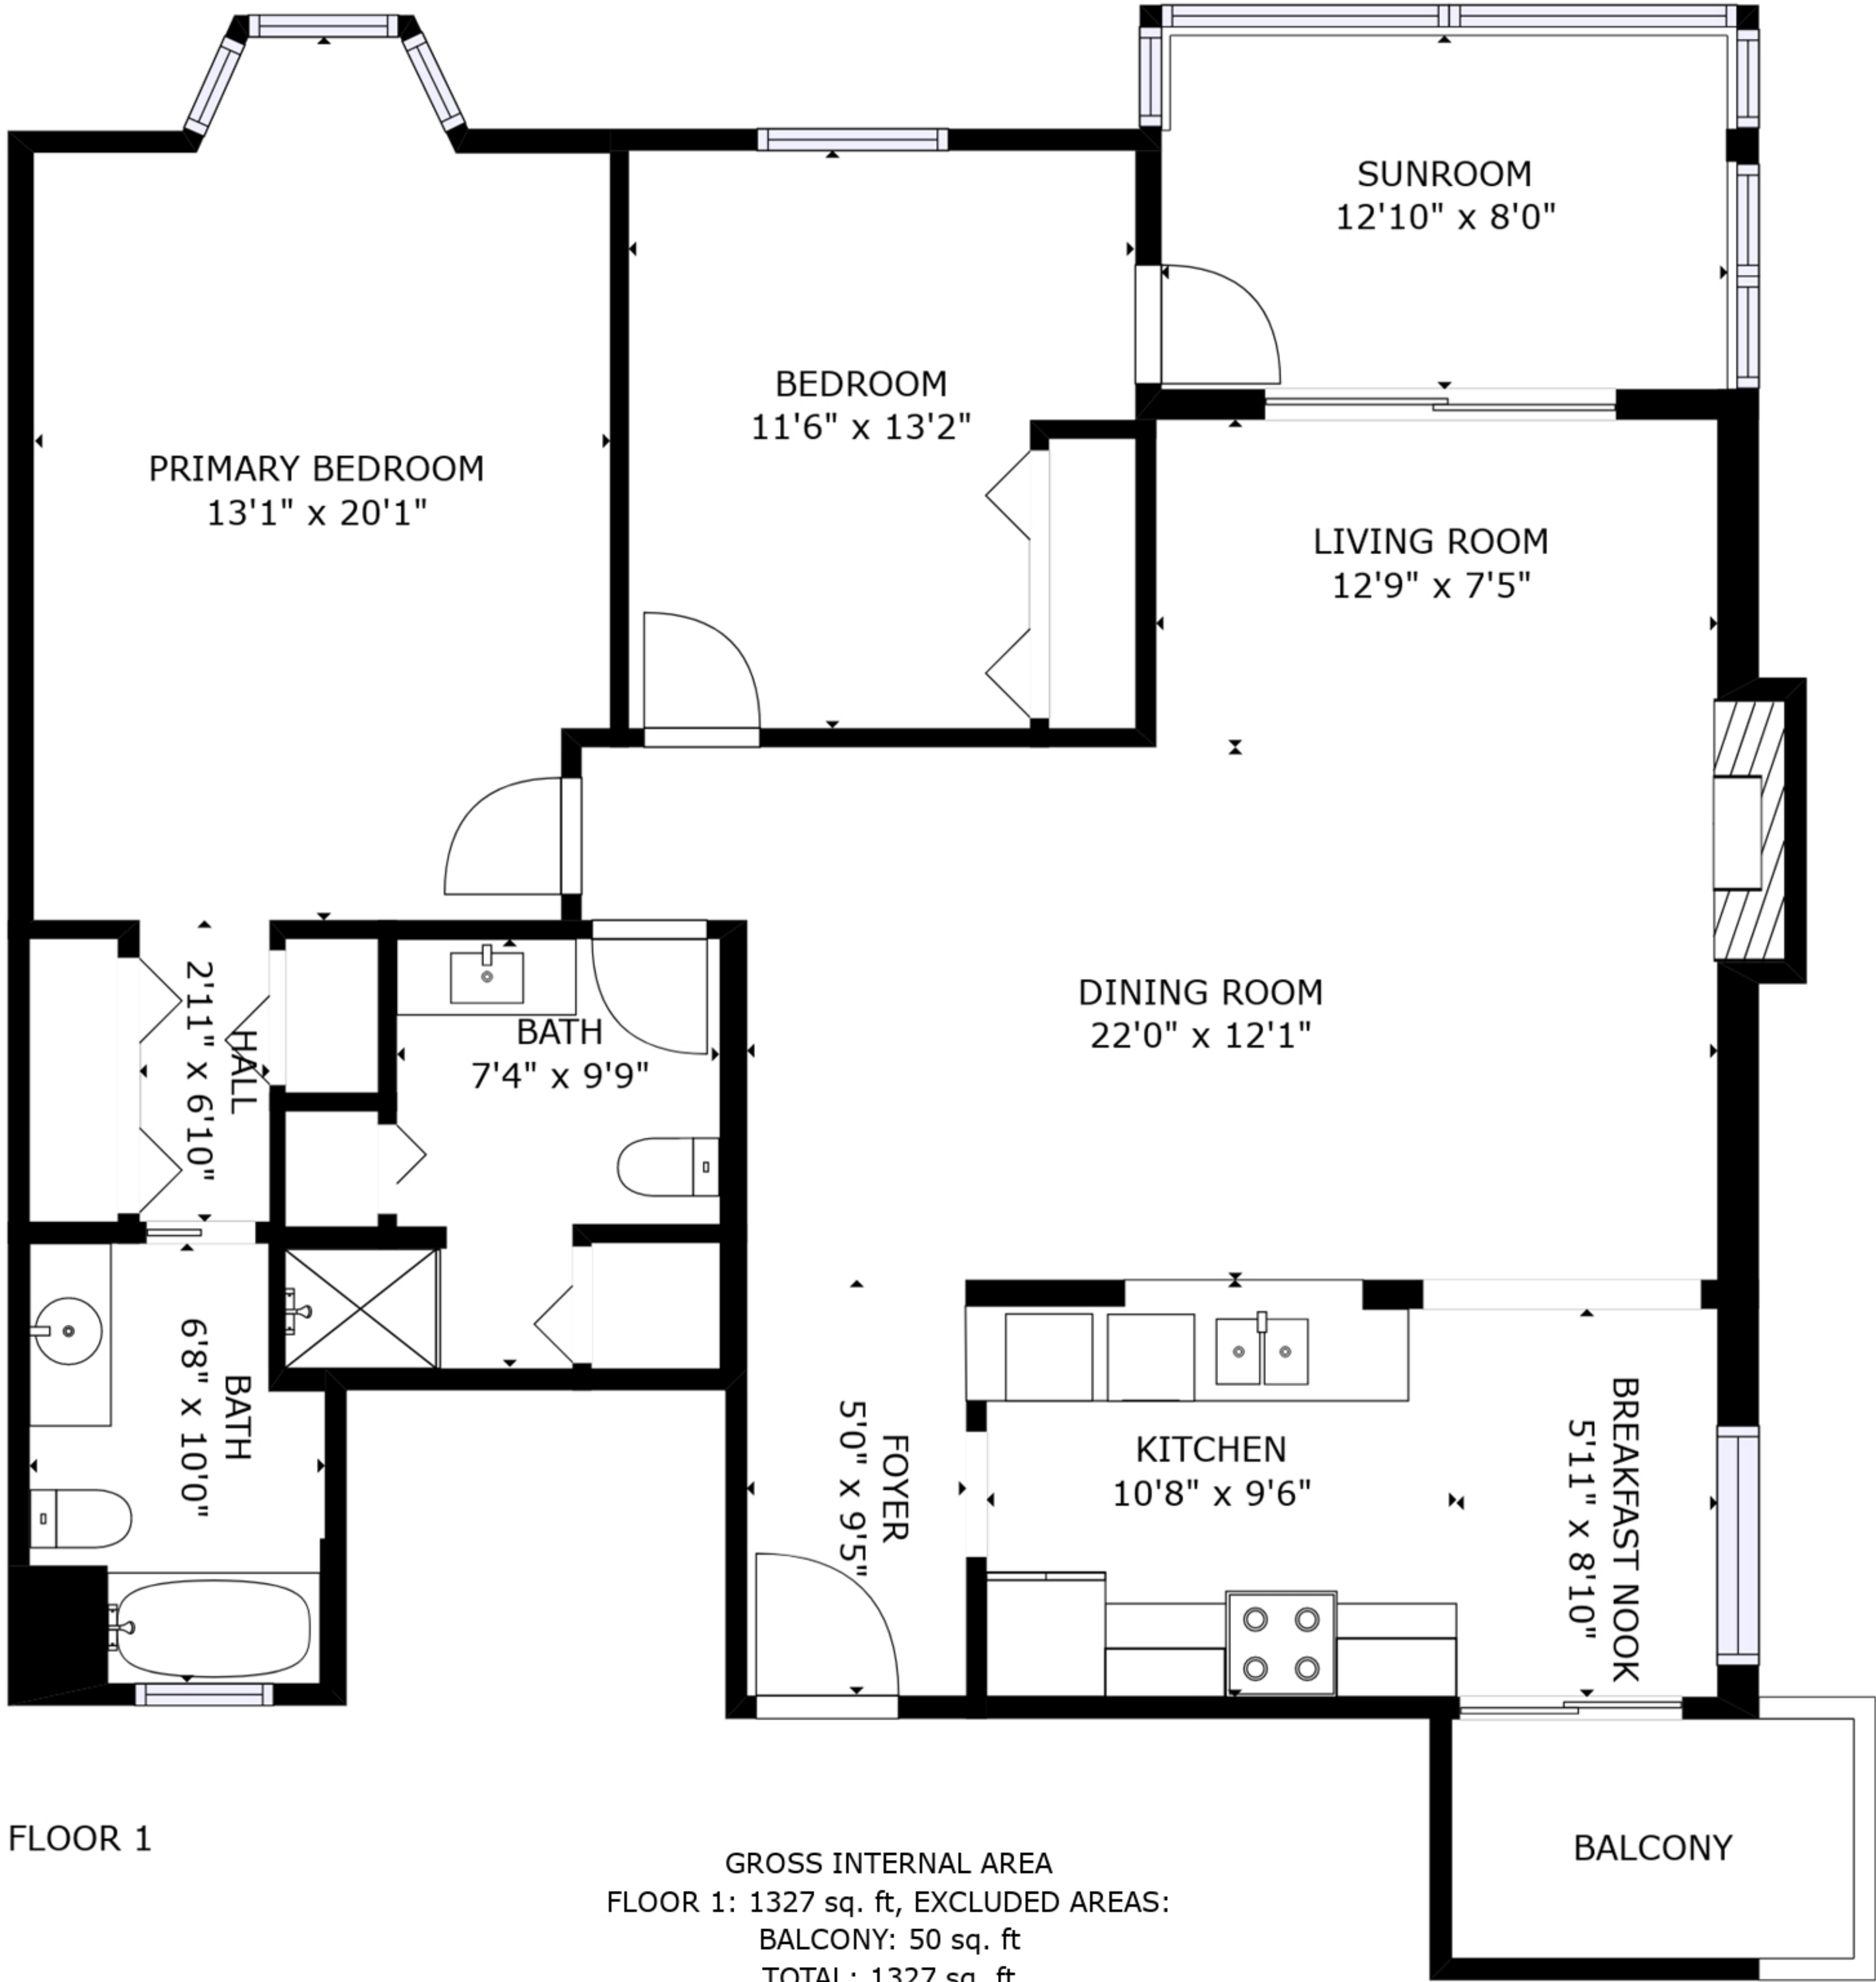 SUNROOM
12'10" x 8'0"
BEDROOM
11'6" x 13'2"
PRIMARY BEDROOM
13'1" x 20'1"
LIVING ROOM
12'9" x 7'5"
DINING ROOM
22'0" x 12'1"
BATH
7'4" x 9'9"
HALL
2'11" x 6'10"
BATH
6'8" x 10'0"
FOYER
5'0" x 9'5"
KITCHEN
10'8" x 9'6"
BREAKFAST NOOK
5'11" x 8'10"
BALCONY
FLOOR 1
GROSS INTERNAL AREA
FLOOR 1: 1327 sq. ft, EXCLUDED AREAS:
BALCONY: 50 sq. ft
TOTAL: 1327 sq. ft